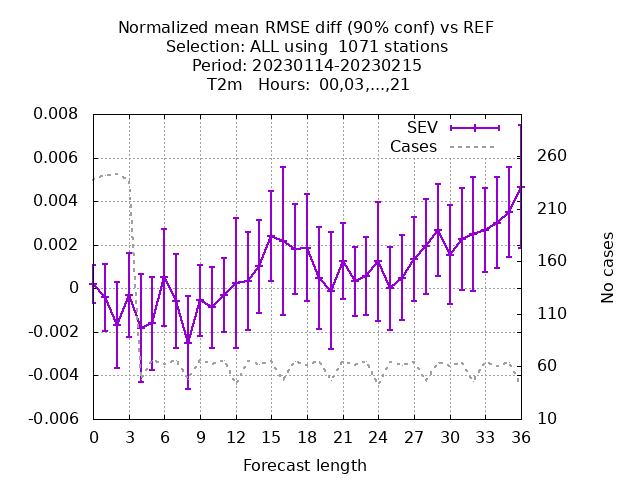 Normalized mean RMSE diff (90% conf) vs REF
Selection: ALL using  1071 stations
Period: 20230114-20230215
T2m   Hours:  00,03,...,21
SEV
Cases
0.008
0.006
0.004
0.002
0
-0.002
-0.004
-0.006
260
210
160
110
60
10
No cases
0 3 6 9 12 15 18 21 24 27 30 33 36
Forecast length